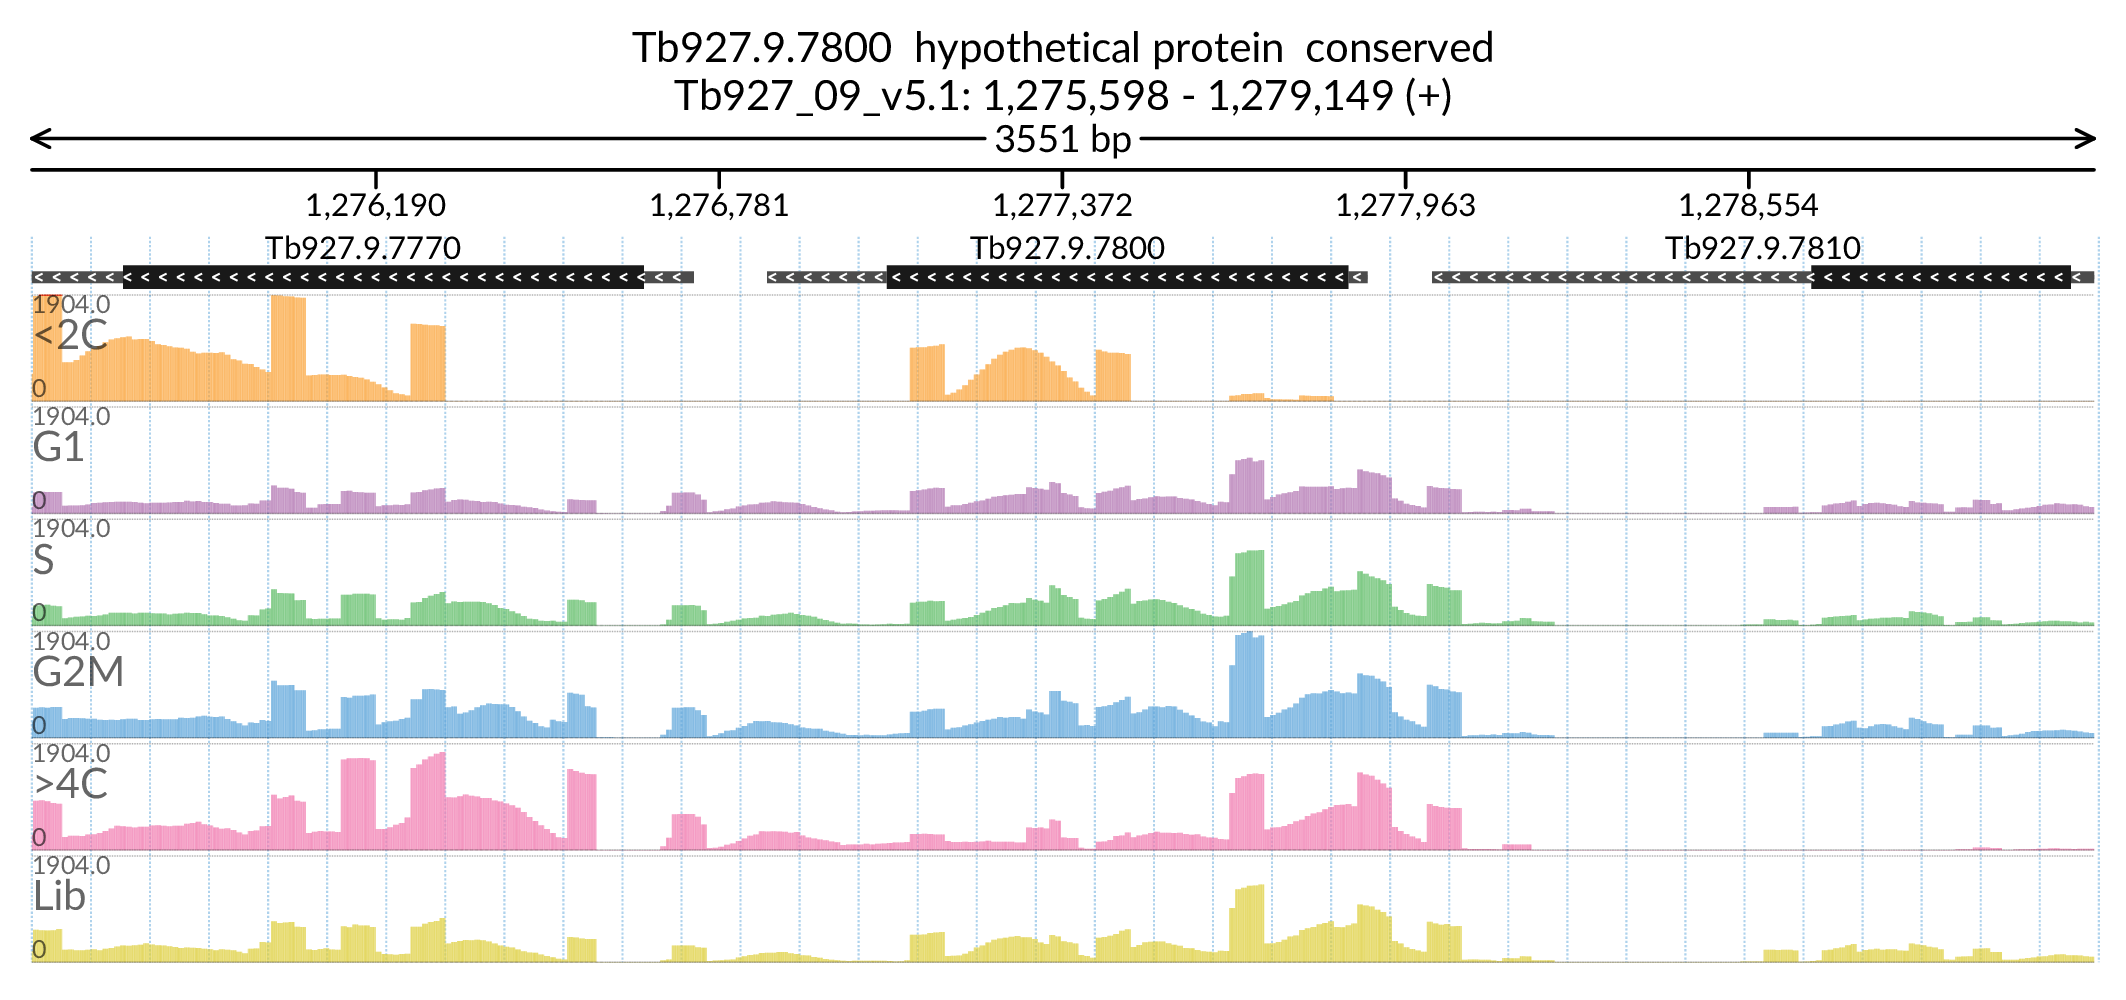 Tb927.9.7800 hypothetical protein conserved
Tb927_09_v5.1: 1,275,598 - 1,279,149 (+)
3551 bp
1,276,190 1,276,781 1,277,372 1,277,963 1,278,554
Tb927.9.7770 Tb927.9.7800 Tb927.9.7810
1904.0
<2C
0
1904.0
G1
0
1904.0
S
0
1904.0
G2M
0
1904.0
>4C
0
1904.0
Lib
0